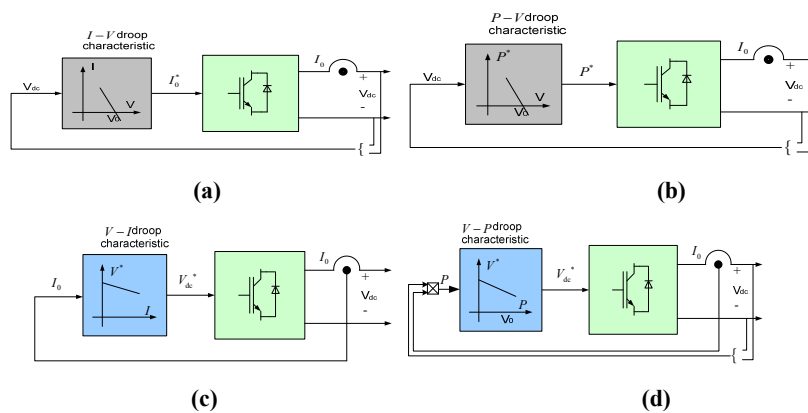 I – V droop
characteristic
I
V
V₀
Vdc
I₀*
I₀
+
Vdc
-
{
(a)
P – V droop
characteristic
P*
V
V₀
Vdc
P*
I₀
+
Vdc
-
{
(b)
V – I droop
characteristic
V*
I
I₀
Vdc*
I₀
+
Vdc
-
(c)
V – P droop
characteristic
V*
P
V₀
P
Vdc*
I₀
+
Vdc
-
{
(d)